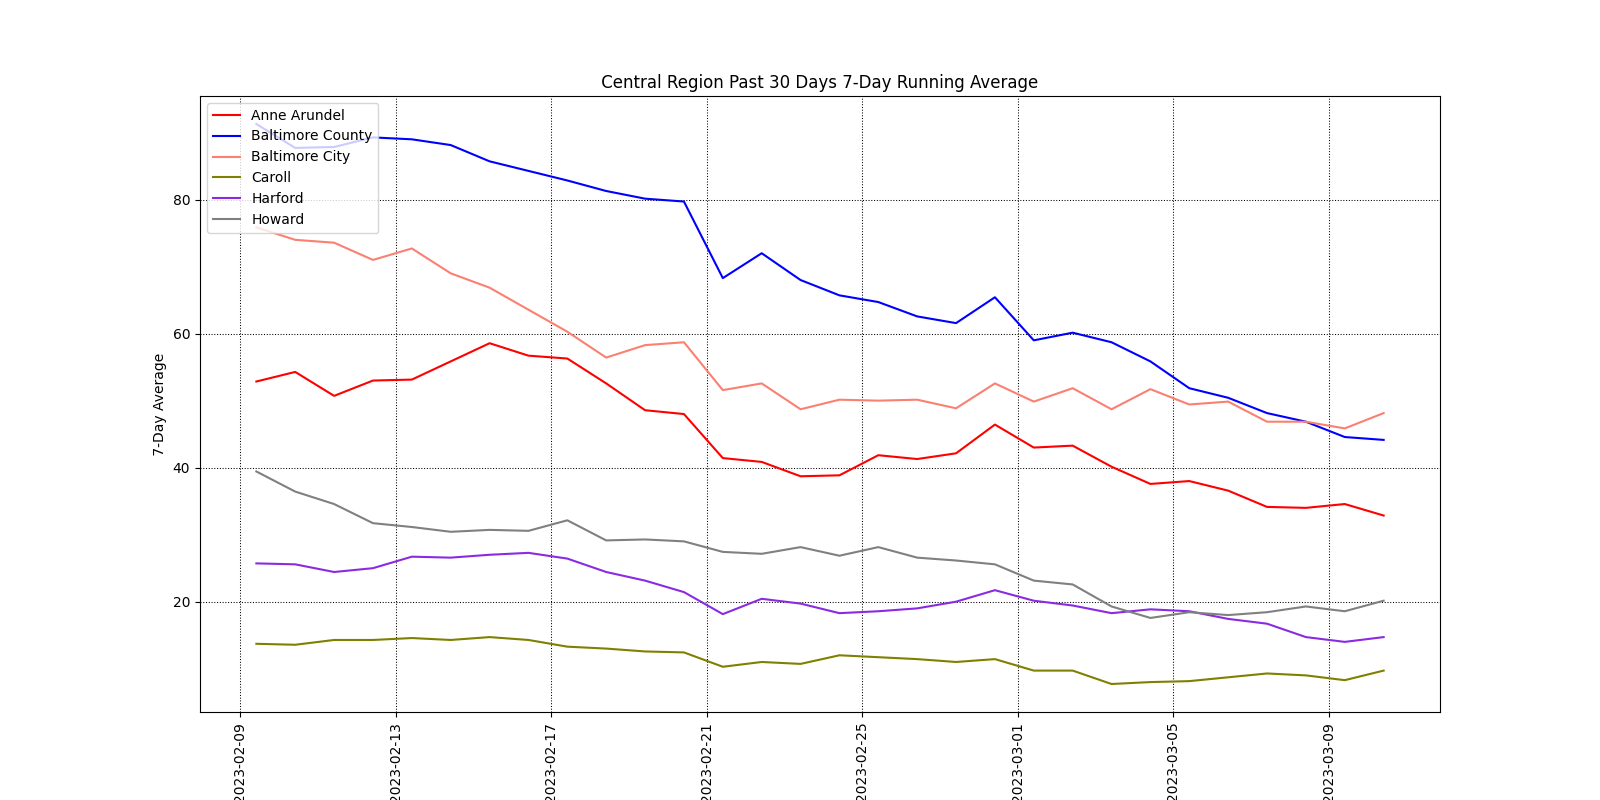 Central Region Past 30 Days 7-Day Running Average
Anne Arundel
Baltimore County
Baltimore City
Caroll
Harford
Howard
7-Day Average
80
60
40
20
2023-02-09
2023-02-13
2023-02-17
2023-02-21
2023-02-25
2023-03-01
2023-03-05
2023-03-09